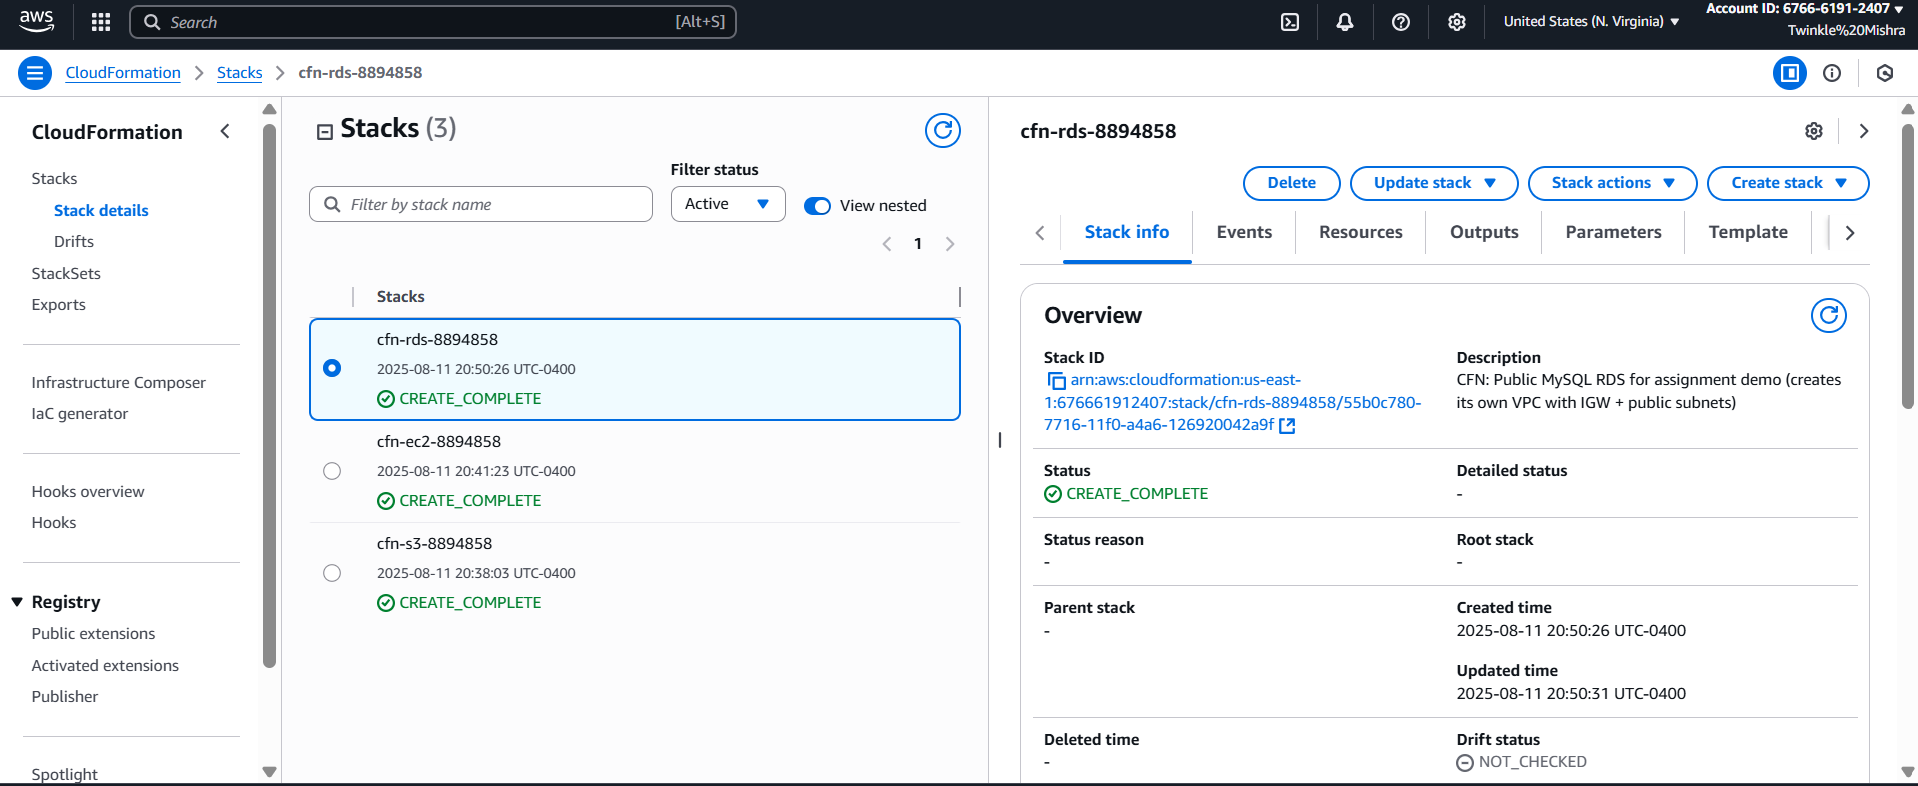 aws
Search
[Alt+S]
United States (N. Virginia)
Account ID: 6766-6191-2407
Twinkle%20Mishra
CloudFormation
Stacks
cfn-rds-8894858
CloudFormation
Stacks
Stack details
Drifts
StackSets
Exports
Infrastructure Composer
IaC generator
Hooks overview
Hooks
Registry
Public extensions
Activated extensions
Publisher
Spotlight
Stacks (3)
Filter status
Filter by stack name
Active
View nested
1
Stacks
cfn-rds-8894858
2025-08-11 20:50:26 UTC-0400
CREATE_COMPLETE
cfn-ec2-8894858
2025-08-11 20:41:23 UTC-0400
CREATE_COMPLETE
cfn-s3-8894858
2025-08-11 20:38:03 UTC-0400
CREATE_COMPLETE
cfn-rds-8894858
Delete
Update stack
Stack actions
Create stack
Stack info
Events
Resources
Outputs
Parameters
Template
Overview
Stack ID
arn:aws:cloudformation:us-east-
1:676661912407:stack/cfn-rds-8894858/55b0c780-
7716-11f0-a4a6-126920042a9f
Description
CFN: Public MySQL RDS for assignment demo (creates
its own VPC with IGW + public subnets)
Status
CREATE_COMPLETE
Detailed status
-
Status reason
-
Root stack
-
Parent stack
-
Created time
2025-08-11 20:50:26 UTC-0400
Updated time
2025-08-11 20:50:31 UTC-0400
Deleted time
-
Drift status
NOT_CHECKED